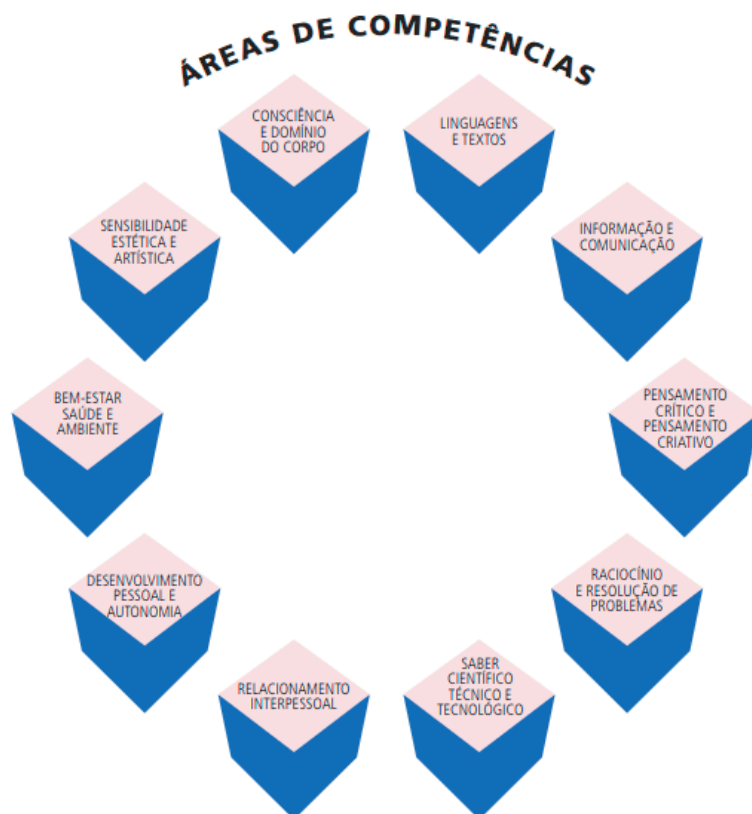 ÁREAS DE COMPETÊNCIAS
CONSCIÊNCIA
E DOMÍNIO
DO CORPO
LINGUAGENS
E TEXTOS
SENSIBILIDADE
ESTÉTICA E
ARTÍSTICA
INFORMAÇÃO E
COMUNICAÇÃO
BEM-ESTAR
SAÚDE E
AMBIENTE
PENSAMENTO
CRÍTICO E
PENSAMENTO
CRIATIVO
DESENVOLVIMENTO
PESSOAL E
AUTONOMIA
RACIOCÍNIO
E RESOLUÇÃO DE
PROBLEMAS
RELACIONAMENTO
INTERPESSOAL
SABER
CIENTÍFICO
TÉCNICO E
TECNOLÓGICO